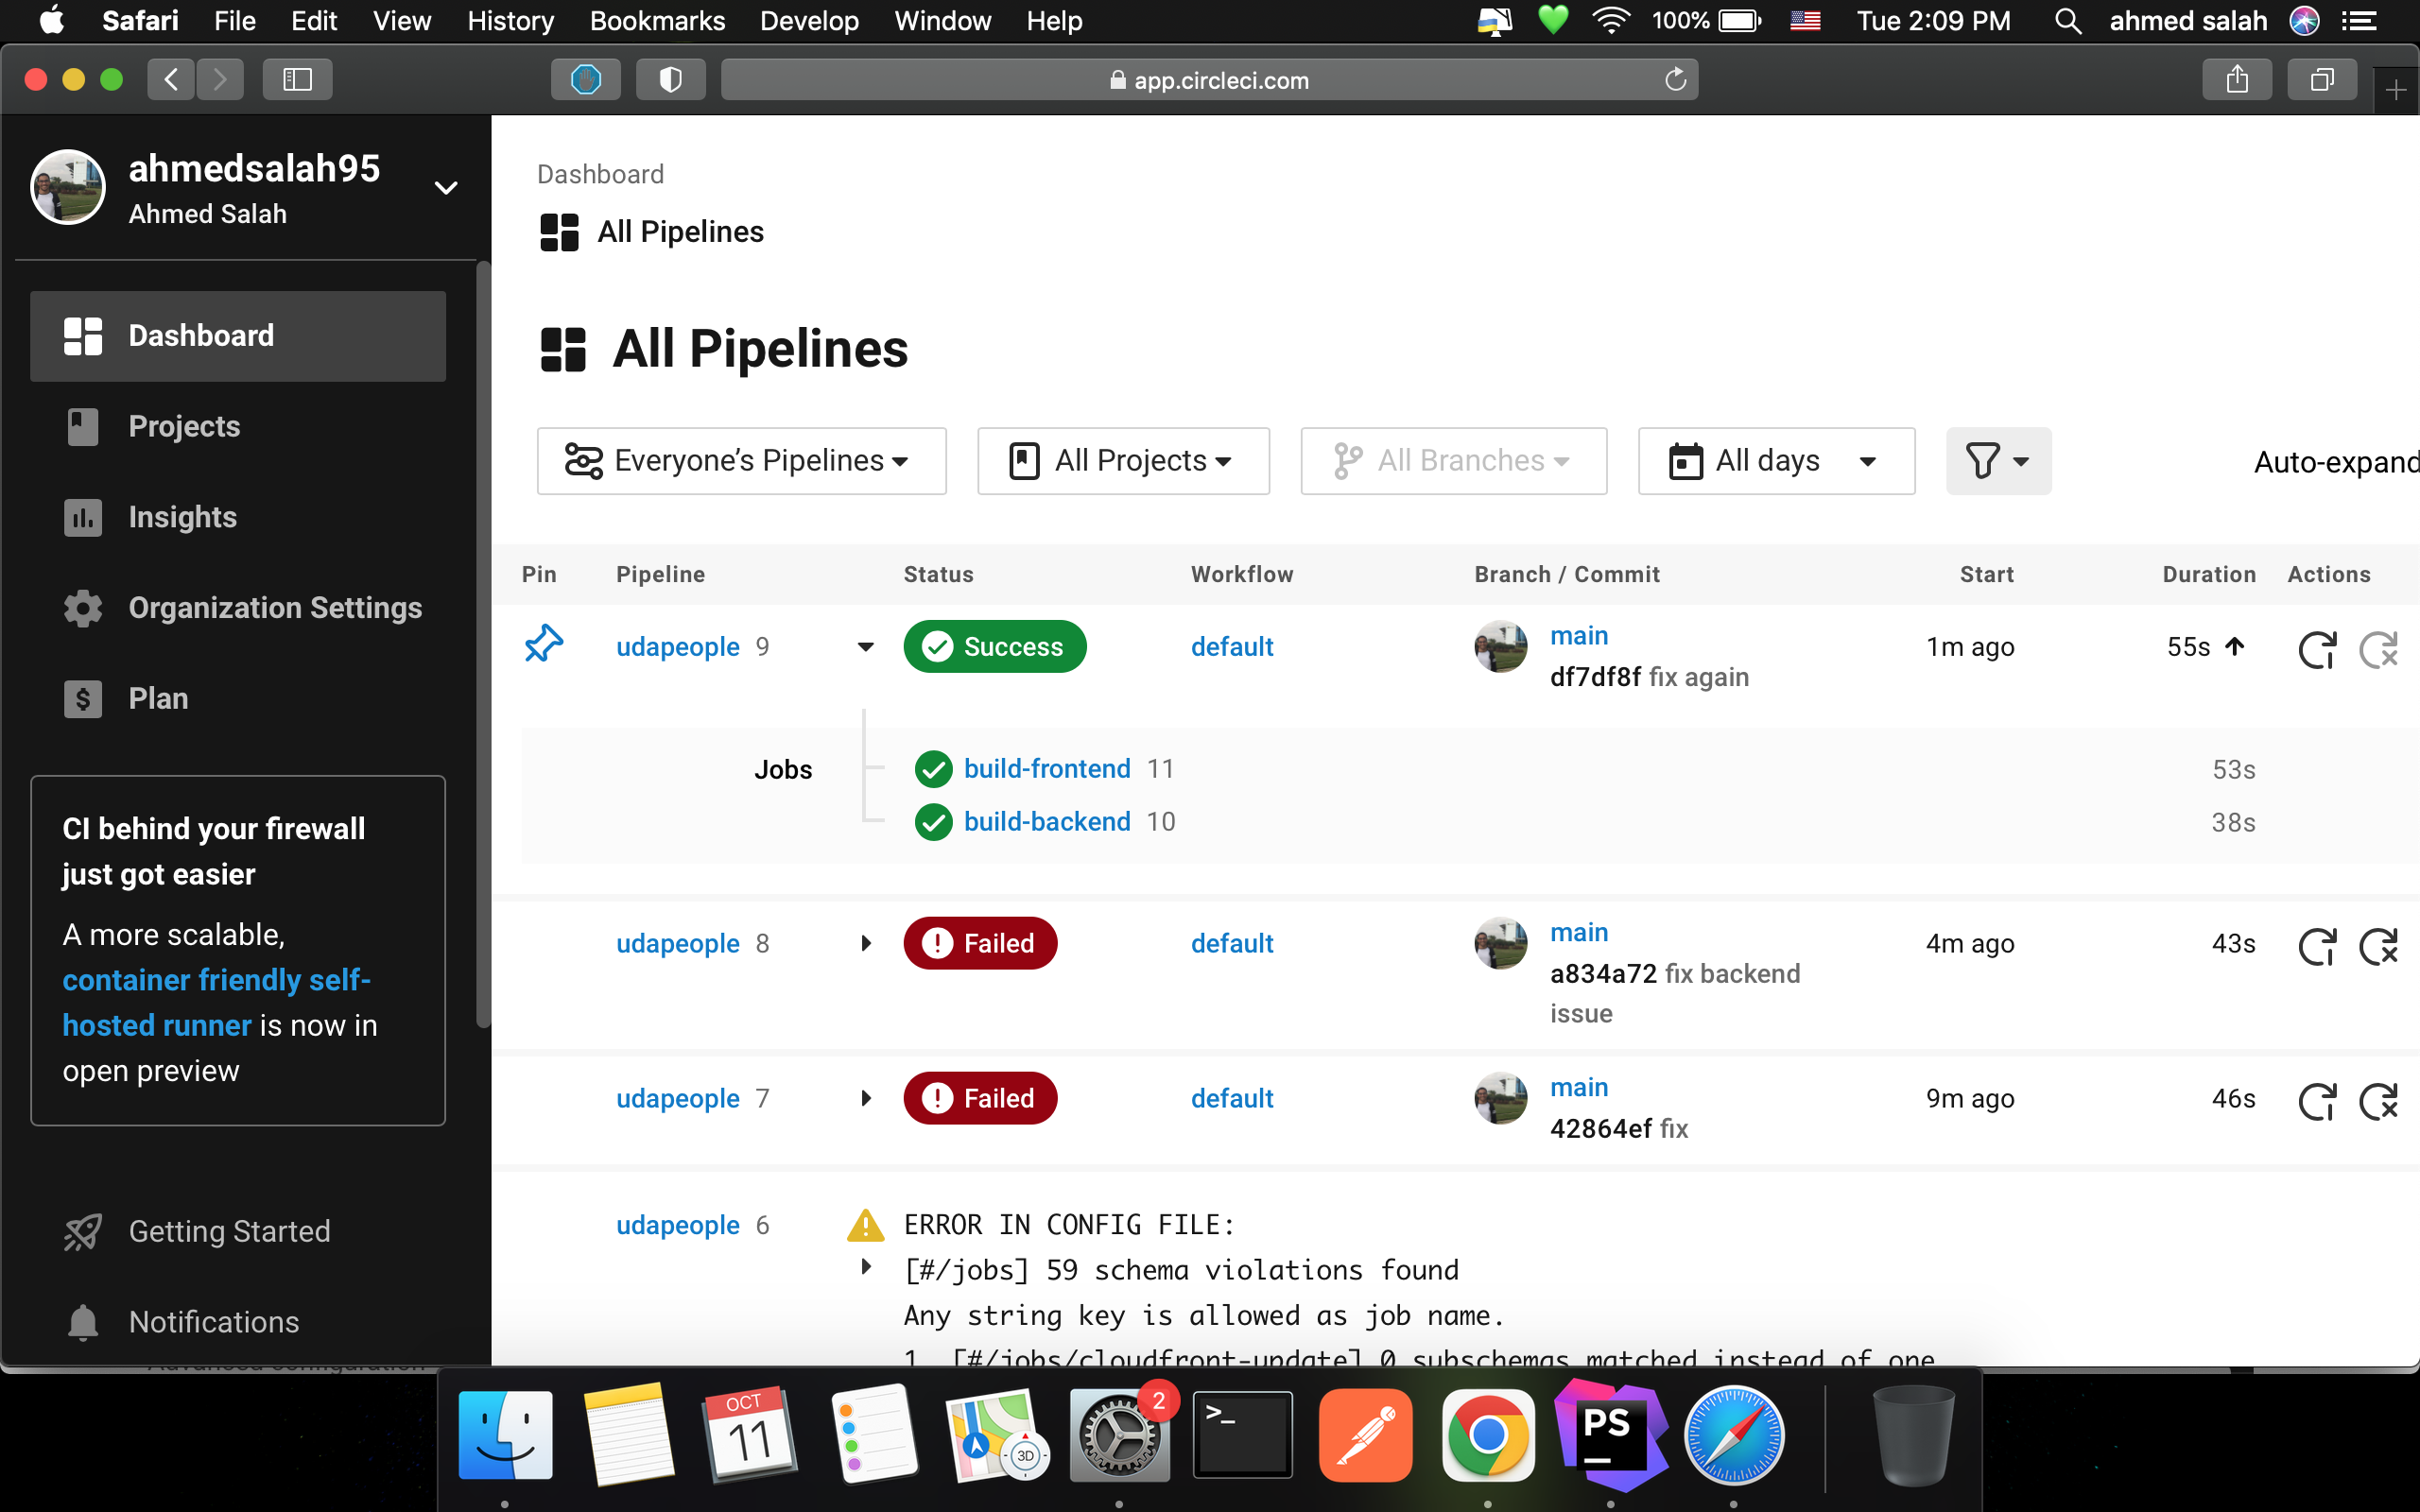 Safari File Edit View History Bookmarks Develop Window Help 100% Tue 2:09 PM ahmed salah
app.circleci.com
ahmedsalah95
Ahmed Salah
Dashboard
Projects
Insights
Organization Settings
$ Plan
CI behind your firewall
just got easier
A more scalable,
container friendly self-
hosted runner is now in
open preview
Getting Started
Notifications
Dashboard
All Pipelines
All Pipelines
Everyone’s Pipelines All Projects All Branches All days Auto-expand
Pin Pipeline Status Workflow Branch / Commit Start Duration Actions
udapeople 9 Success default main 1m ago 55s
df7df8f fix again
Jobs build-frontend 11 53s
build-backend 10 38s
udapeople 8 Failed default main 4m ago 43s
a834a72 fix backend
issue
udapeople 7 Failed default main 9m ago 46s
42864ef fix
udapeople 6 ERROR IN CONFIG FILE:
[#/jobs] 59 schema violations found
Any string key is allowed as job name.
1. [#/jobs/cloudfront-update] 0 subschemas matched instead of one
Advanced configuration
OCT
11
3D
2
>_
PS